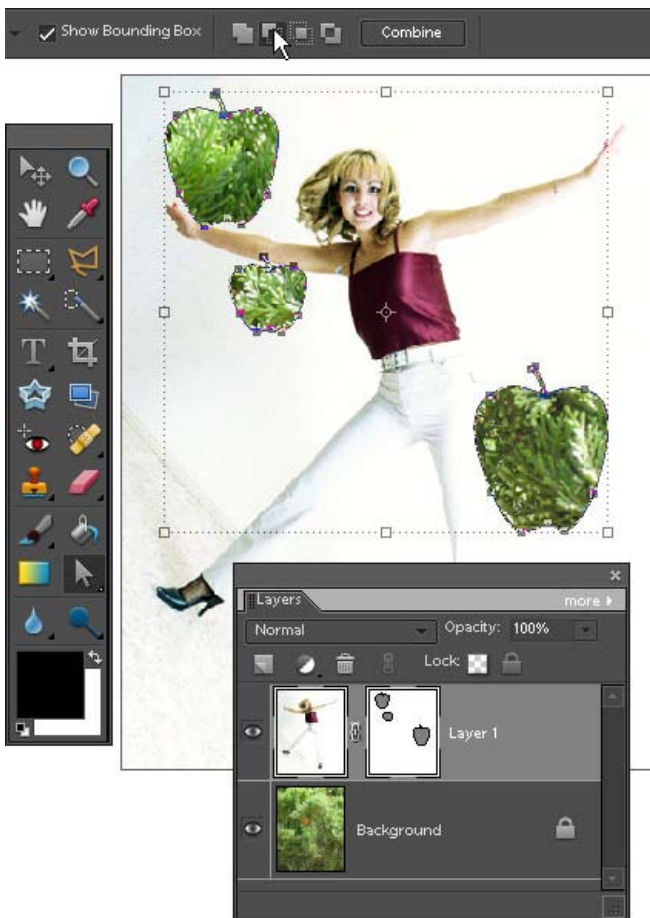 Show Bounding Box
Combine
T
Layers
more
Normal
Opacity: 100%
Lock:
Layer 1
Background